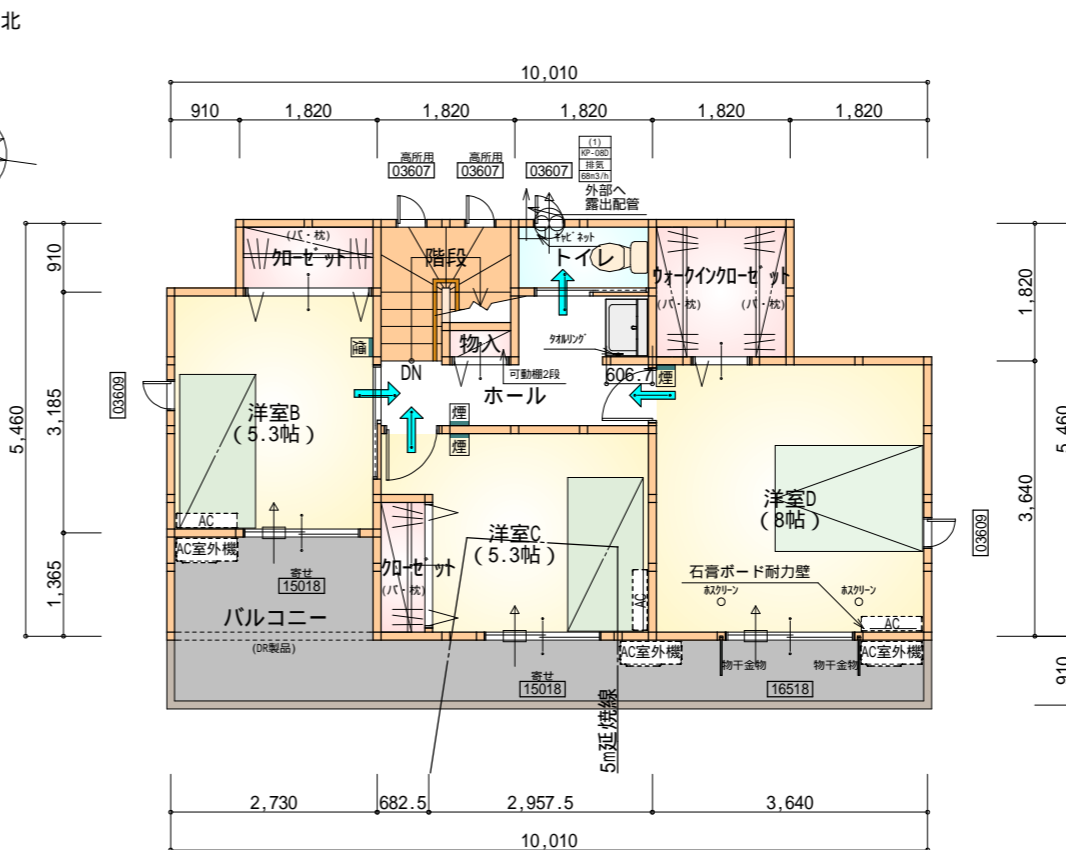 北
10,010
910
1,820
1,820
1,820
1,820
1,820
高所用
03607
高所用
03607
03607
(1)
KP-08D
排気
68m3/h
外部へ
露出配管
(パ・枕)
クローゼット
階段
ｷｬﾋﾞﾈｯﾄ
トイレ
ウォークインクローゼット
(パ・枕)
(パ・枕)
910
1,820
物入
ﾀｵﾙﾘﾝｸﾞ
可動棚2段
606.7
煙
煙
DN
ホール
03609
洋室B
(5.3帖)
煙
煙
5,460
3,185
5,460
3,640
洋室D
(8帖)
洋室C
(5.3帖)
AC
AC室外機
クローゼット
(パ・枕)
03609
石膏ボード耐力壁
ﾎｽｸﾘｰﾝ
ﾎｽｸﾘｰﾝ
AC
AC
1,365
寄せ
15018
バルコニー
(DR製品)
AC室外機
AC室外機
物干金物
物干金物
寄せ
15018
16518
910
5m延焼線
2,730
682.5
2,957.5
3,640
10,010